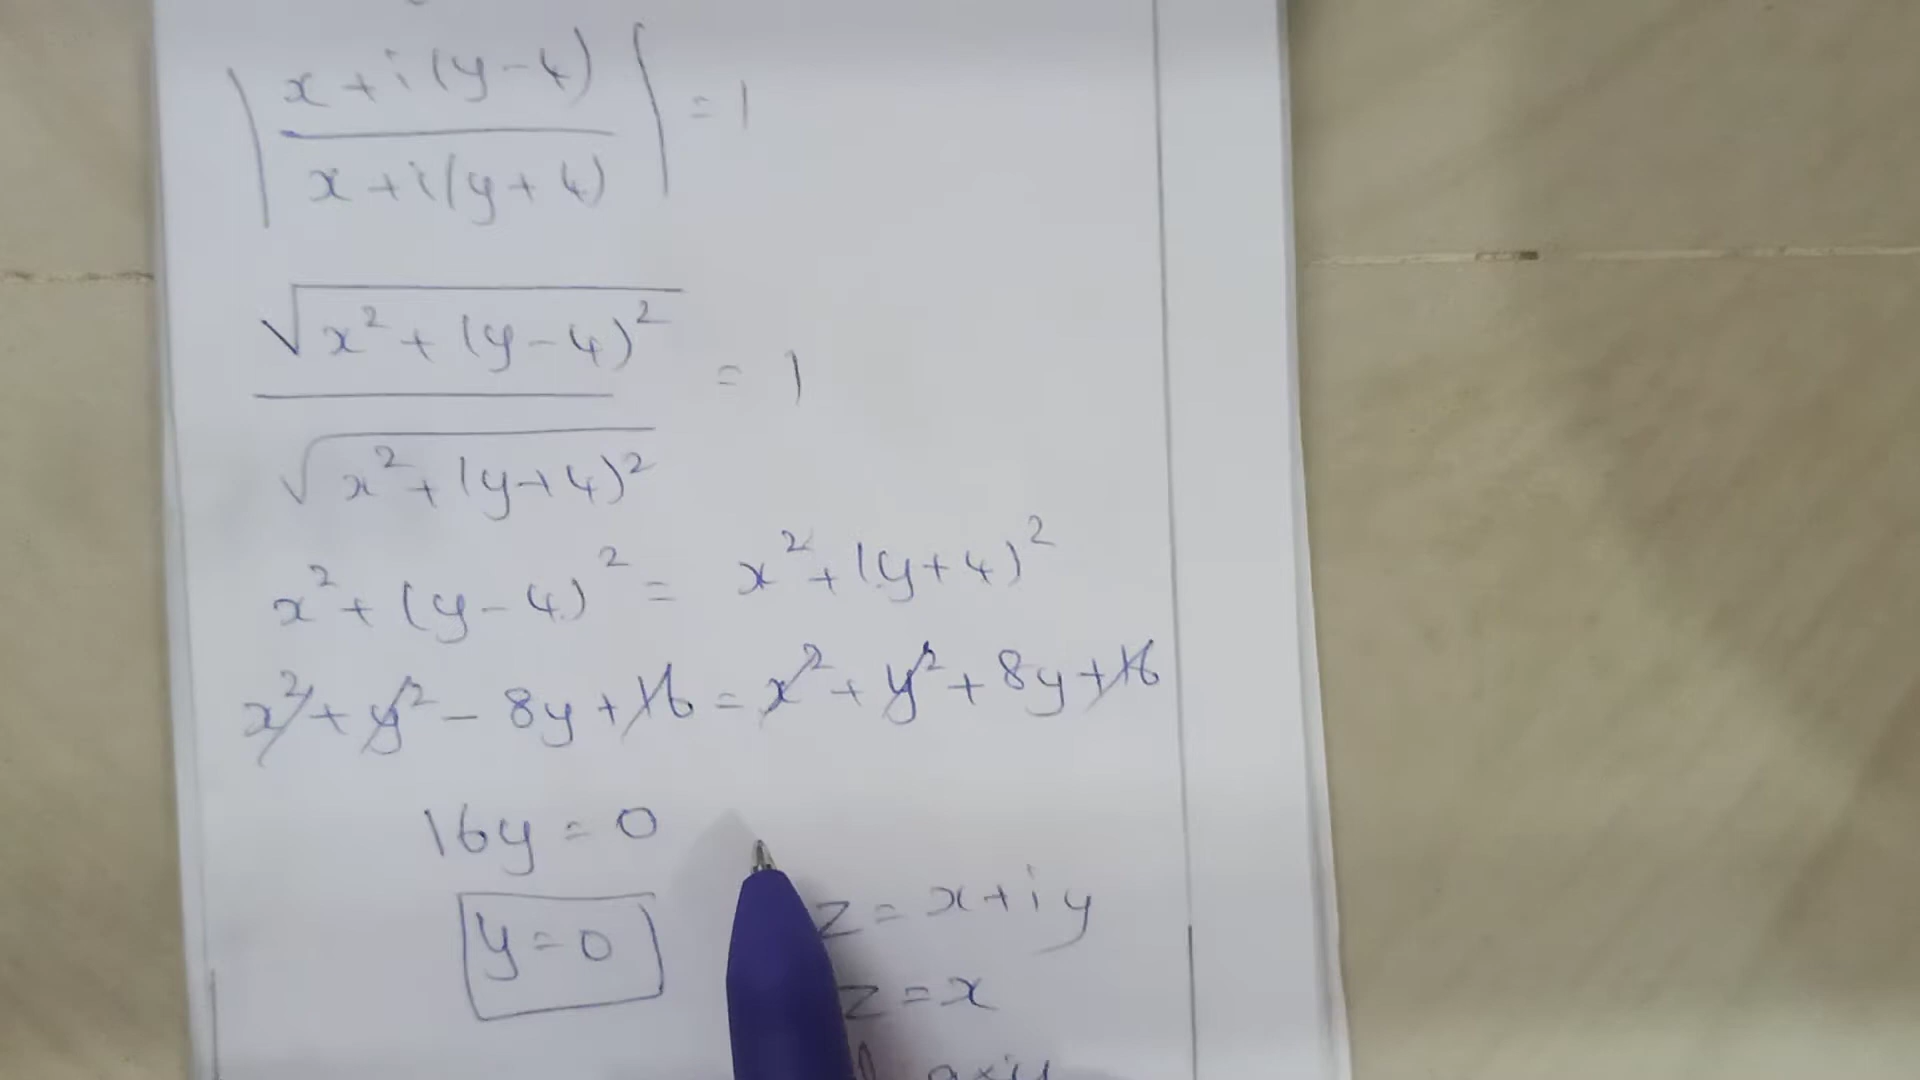 | x + i(y - 4) / x + i(y + 4) | = 1
√(x² + (y - 4)²) / √(x² + (y + 4)²) = 1
x² + (y - 4)² = x² + (y + 4)²
x² + y² - 8y + 16 = x² + y² + 8y + 16
16y = 0
z = x + iy
y = 0
z = x
axis